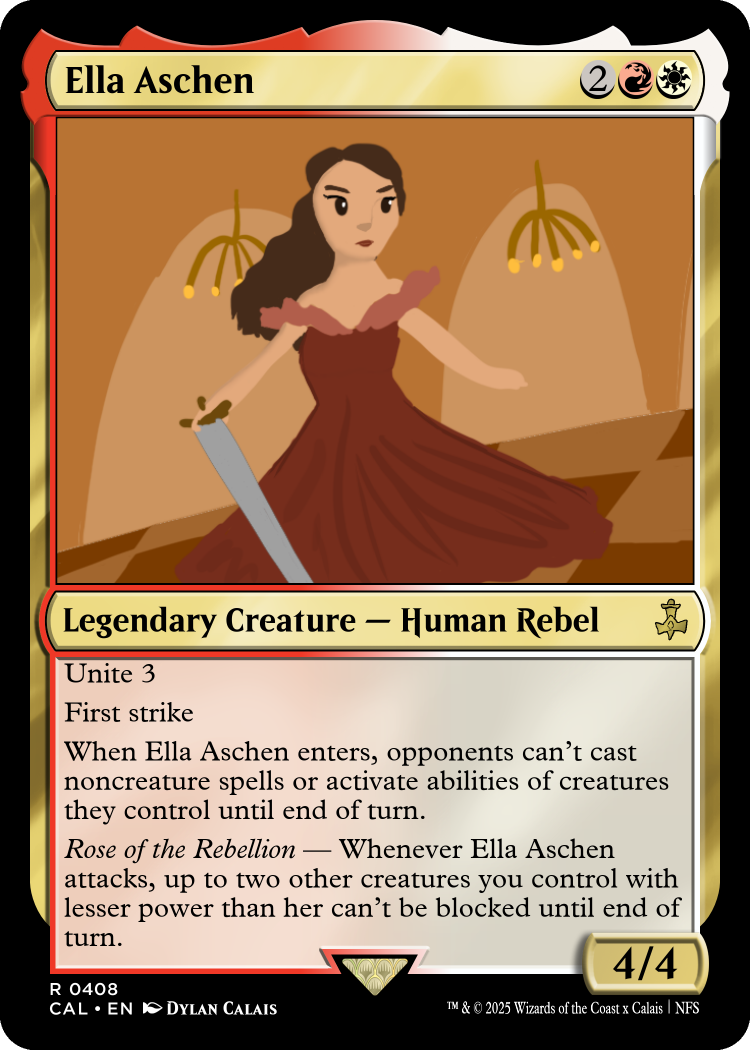 Ella Aschen 2
Legendary Creature — Human Rebel
Unite 3
First strike
When Ella Aschen enters, opponents can't cast
noncreature spells or activate abilities of creatures
they control until end of turn.
Rose of the Rebellion — Whenever Ella Aschen
attacks, up to two other creatures you control with
lesser power than her can't be blocked until end of
turn.
4/4
R 0408
CAL • EN DYLAN CALAIS
™ & © 2025 Wizards of the Coast x Calais | NFS